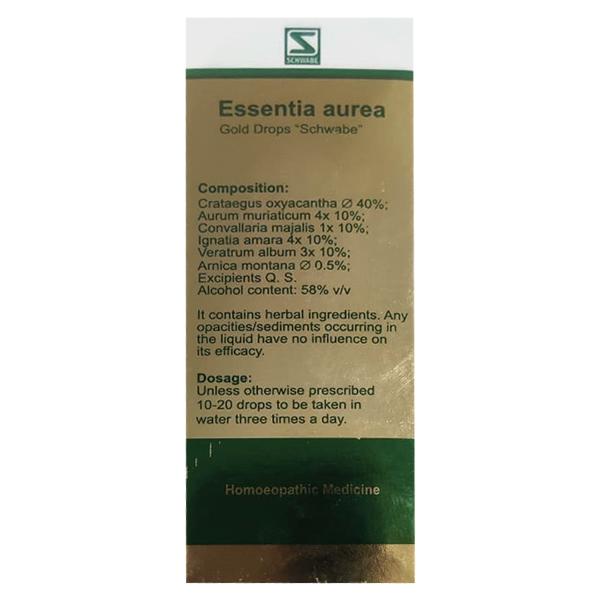 SCHWABE
Essentia aurea
Gold Drops "Schwabe"
Composition:
Crataegus oxyacantha Ø 40%;
Aurum muriaticum 4x 10%;
Convallaria majalis 1x 10%;
Ignatia amara 4x 10%;
Veratrum album 3x 10%;
Arnica montana Ø 0.5%;
Excipients Q. S.
Alcohol content: 58% v/v
It contains herbal ingredients. Any
opacities/sediments occurring in
the liquid have no influence on
its efficacy.
Dosage:
Unless otherwise prescribed
10-20 drops to be taken in
water three times a day.
Homoeopathic Medicine